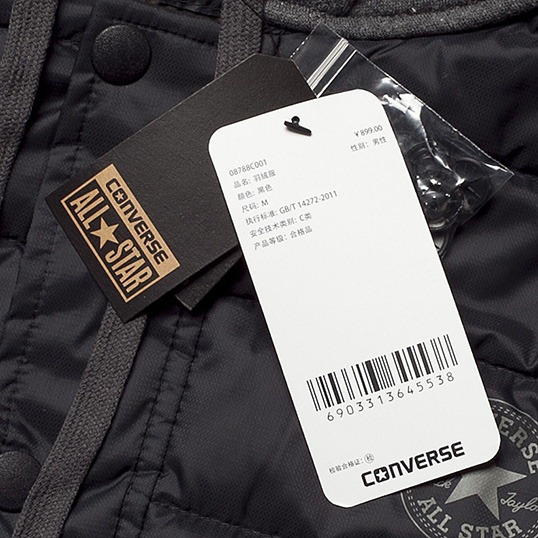 CONVERSE
ALL STAR
¥899.00
08788C001
性别: 男性
品名: 羽绒服
颜色: 黑色
尺码: M
执行标准: GB/T 14272-2011
安全技术类别: C类
产品等级: 合格品
6903313645538
检验合格证:
CONVERSE
NVERSE
Taylor
ALL STAR